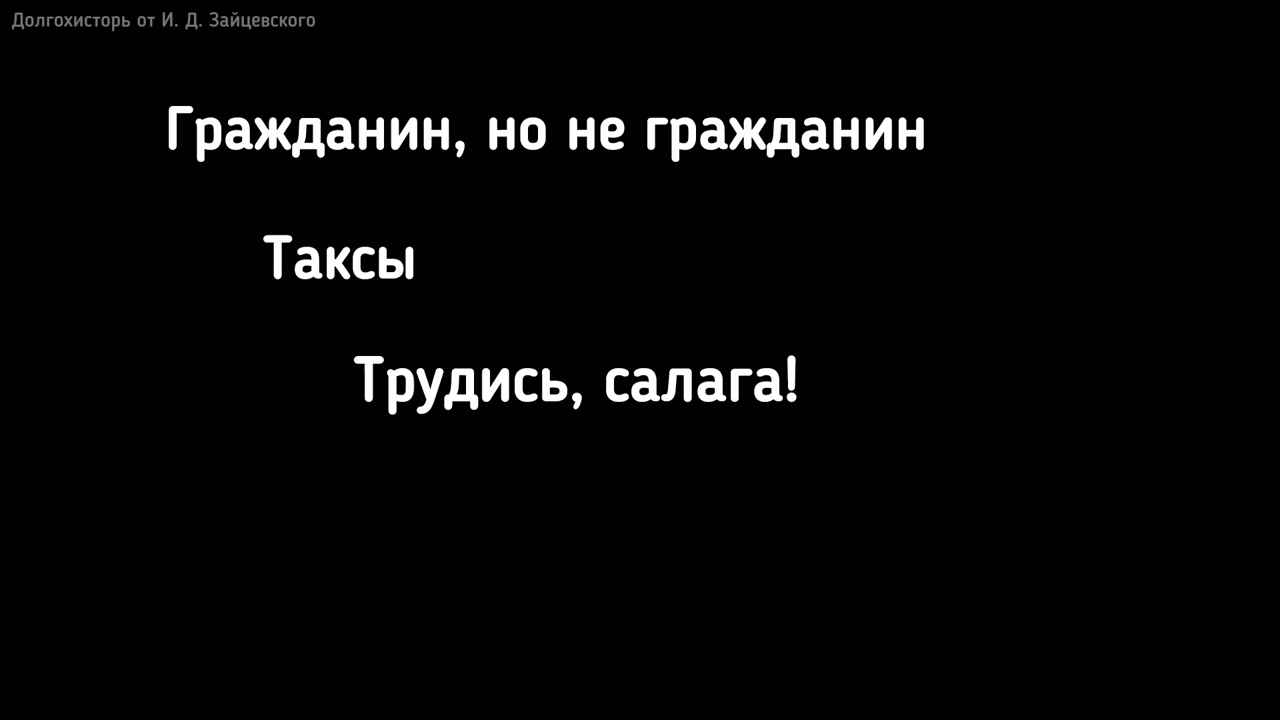 Долгохисторь от И. Д. Зайцевского
Гражданин, но не гражданин
Таксы
Трудись, салага!